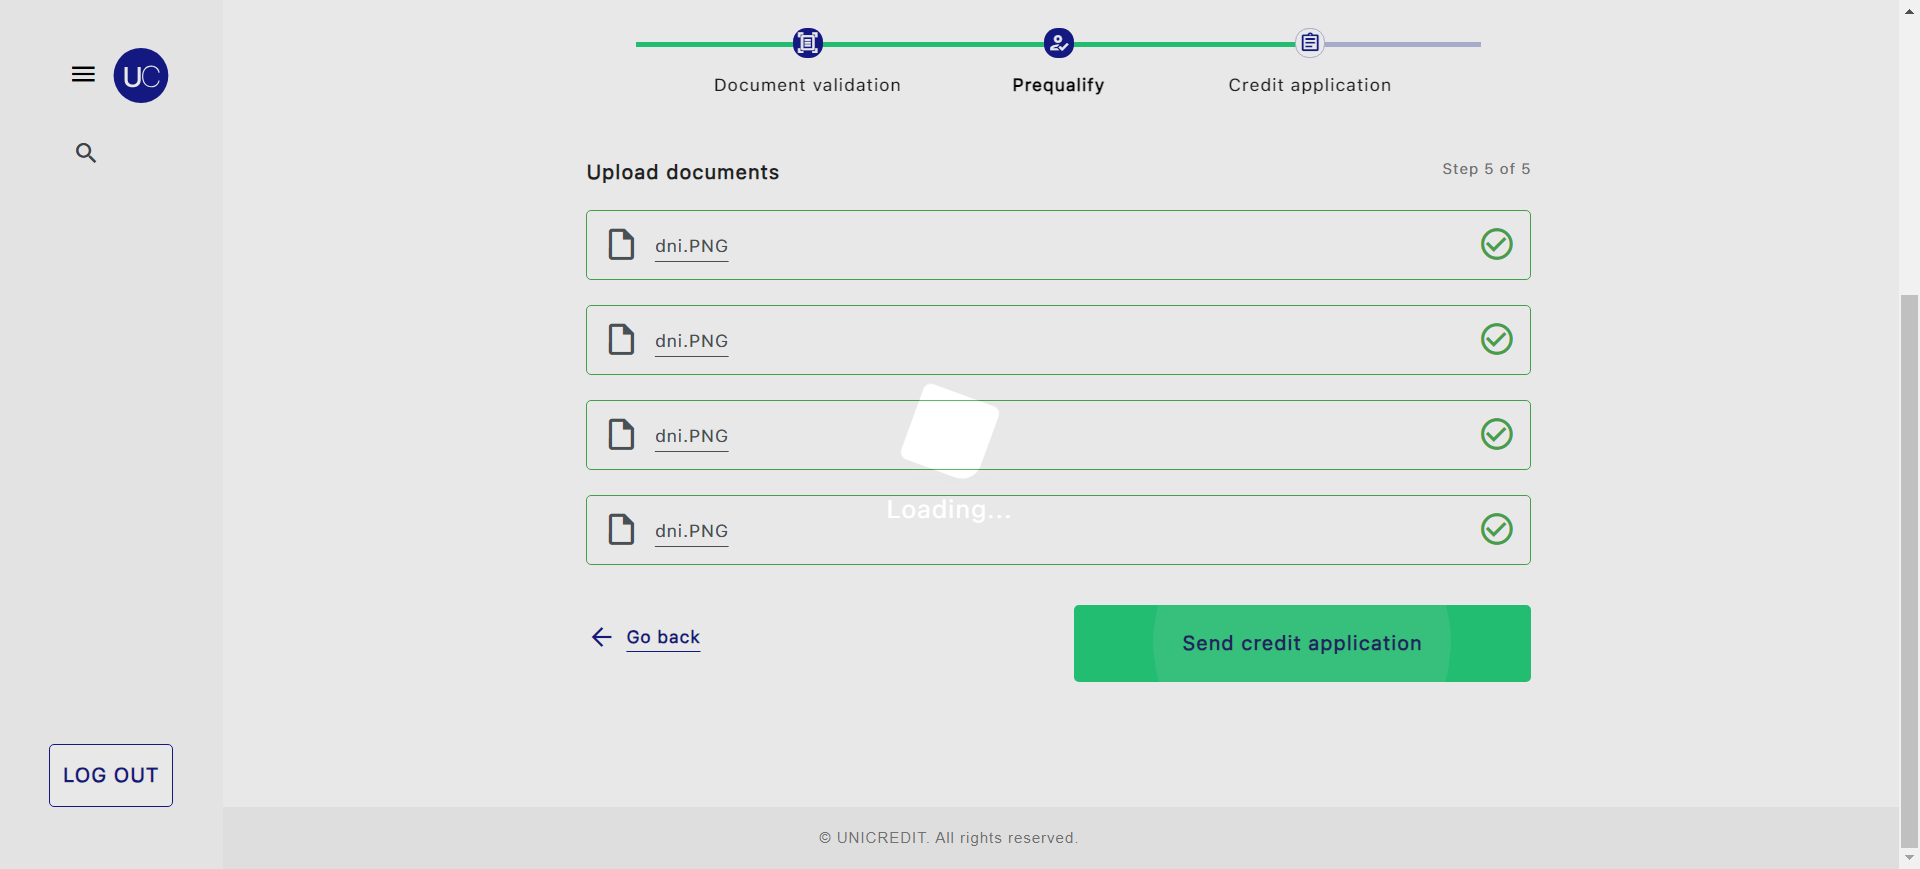 UC
Document validation
Prequalify
Credit application
Upload documents
Step 5 of 5
dni.PNG
dni.PNG
dni.PNG
Loading...
dni.PNG
Go back
Send credit application
LOG OUT
© UNICREDIT. All rights reserved.